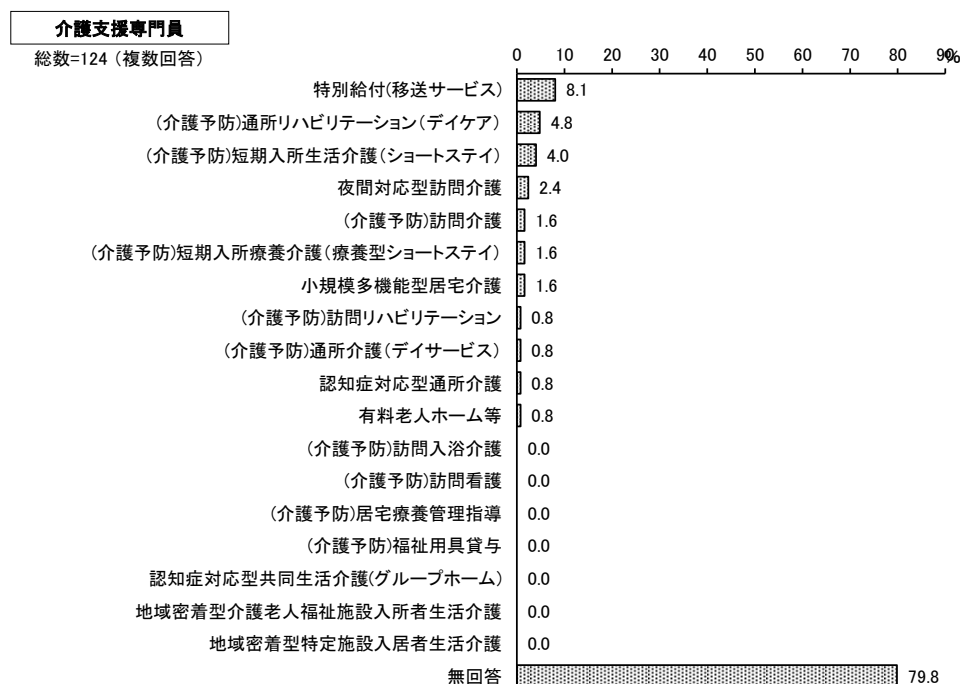 介護支援専門員
総数=124（複数回答）
0 10 20 30 40 50 60 70 80 90%
特別給付(移送サービス) 8.1
(介護予防)通所リハビリテーション(デイケア) 4.8
(介護予防)短期入所生活介護(ショートステイ) 4.0
夜間対応型訪問介護 2.4
(介護予防)訪問介護 1.6
(介護予防)短期入所療養介護(療養型ショートステイ) 1.6
小規模多機能型居宅介護 1.6
(介護予防)訪問リハビリテーション 0.8
(介護予防)通所介護(デイサービス) 0.8
認知症対応型通所介護 0.8
有料老人ホーム等 0.8
(介護予防)訪問入浴介護 0.0
(介護予防)訪問看護 0.0
(介護予防)居宅療養管理指導 0.0
(介護予防)福祉用具貸与 0.0
認知症対応型共同生活介護(グループホーム) 0.0
地域密着型介護老人福祉施設入所者生活介護 0.0
地域密着型特定施設入居者生活介護 0.0
無回答 79.8